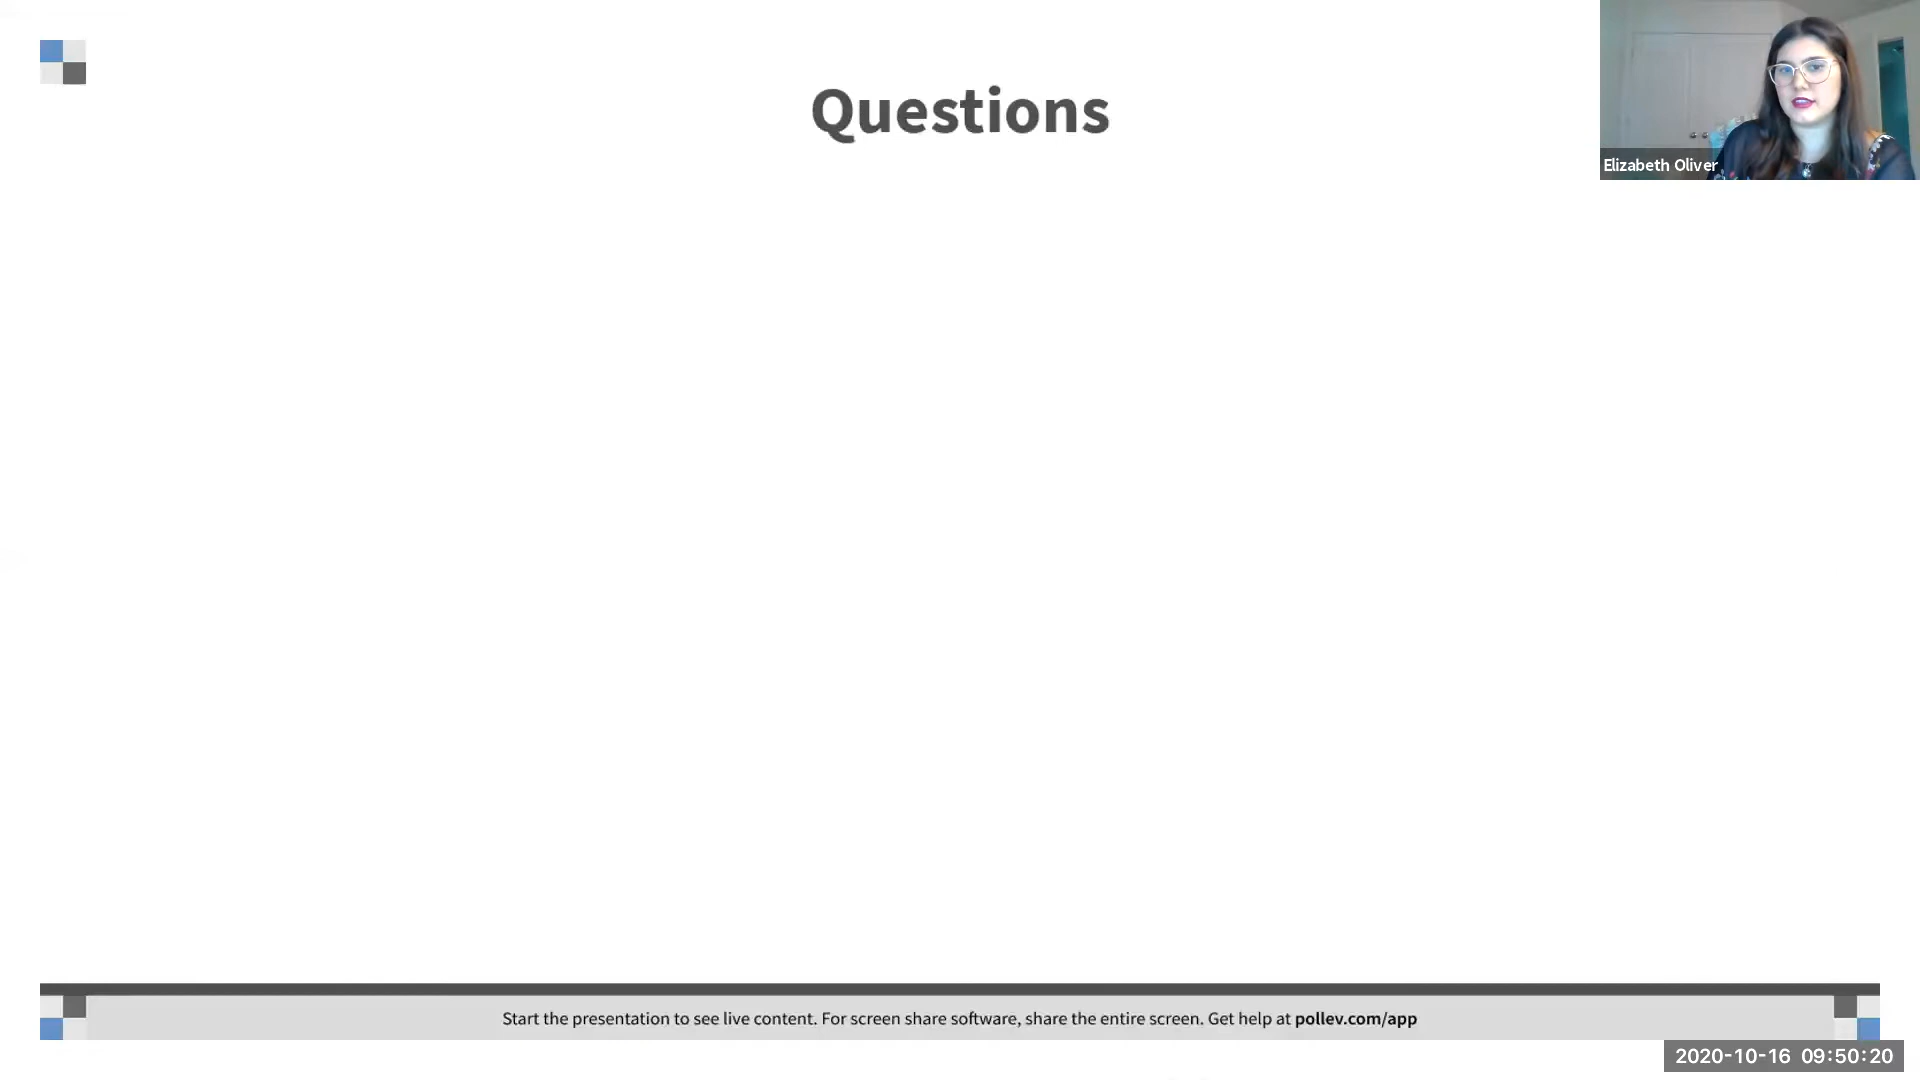 Questions
Elizabeth Oliver
Start the presentation to see live content. For screen share software, share the entire screen. Get help at pollev.com/app
2020-10-16 09:50:20